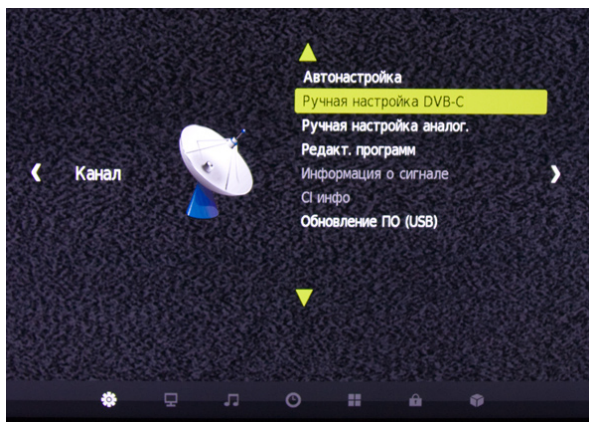 Автонастройка
Ручная настройка DVB-C
Ручная настройка аналог.
Редакт. программ
Канал
Информация о сигнале
CI инфо
Обновление ПО (USB)